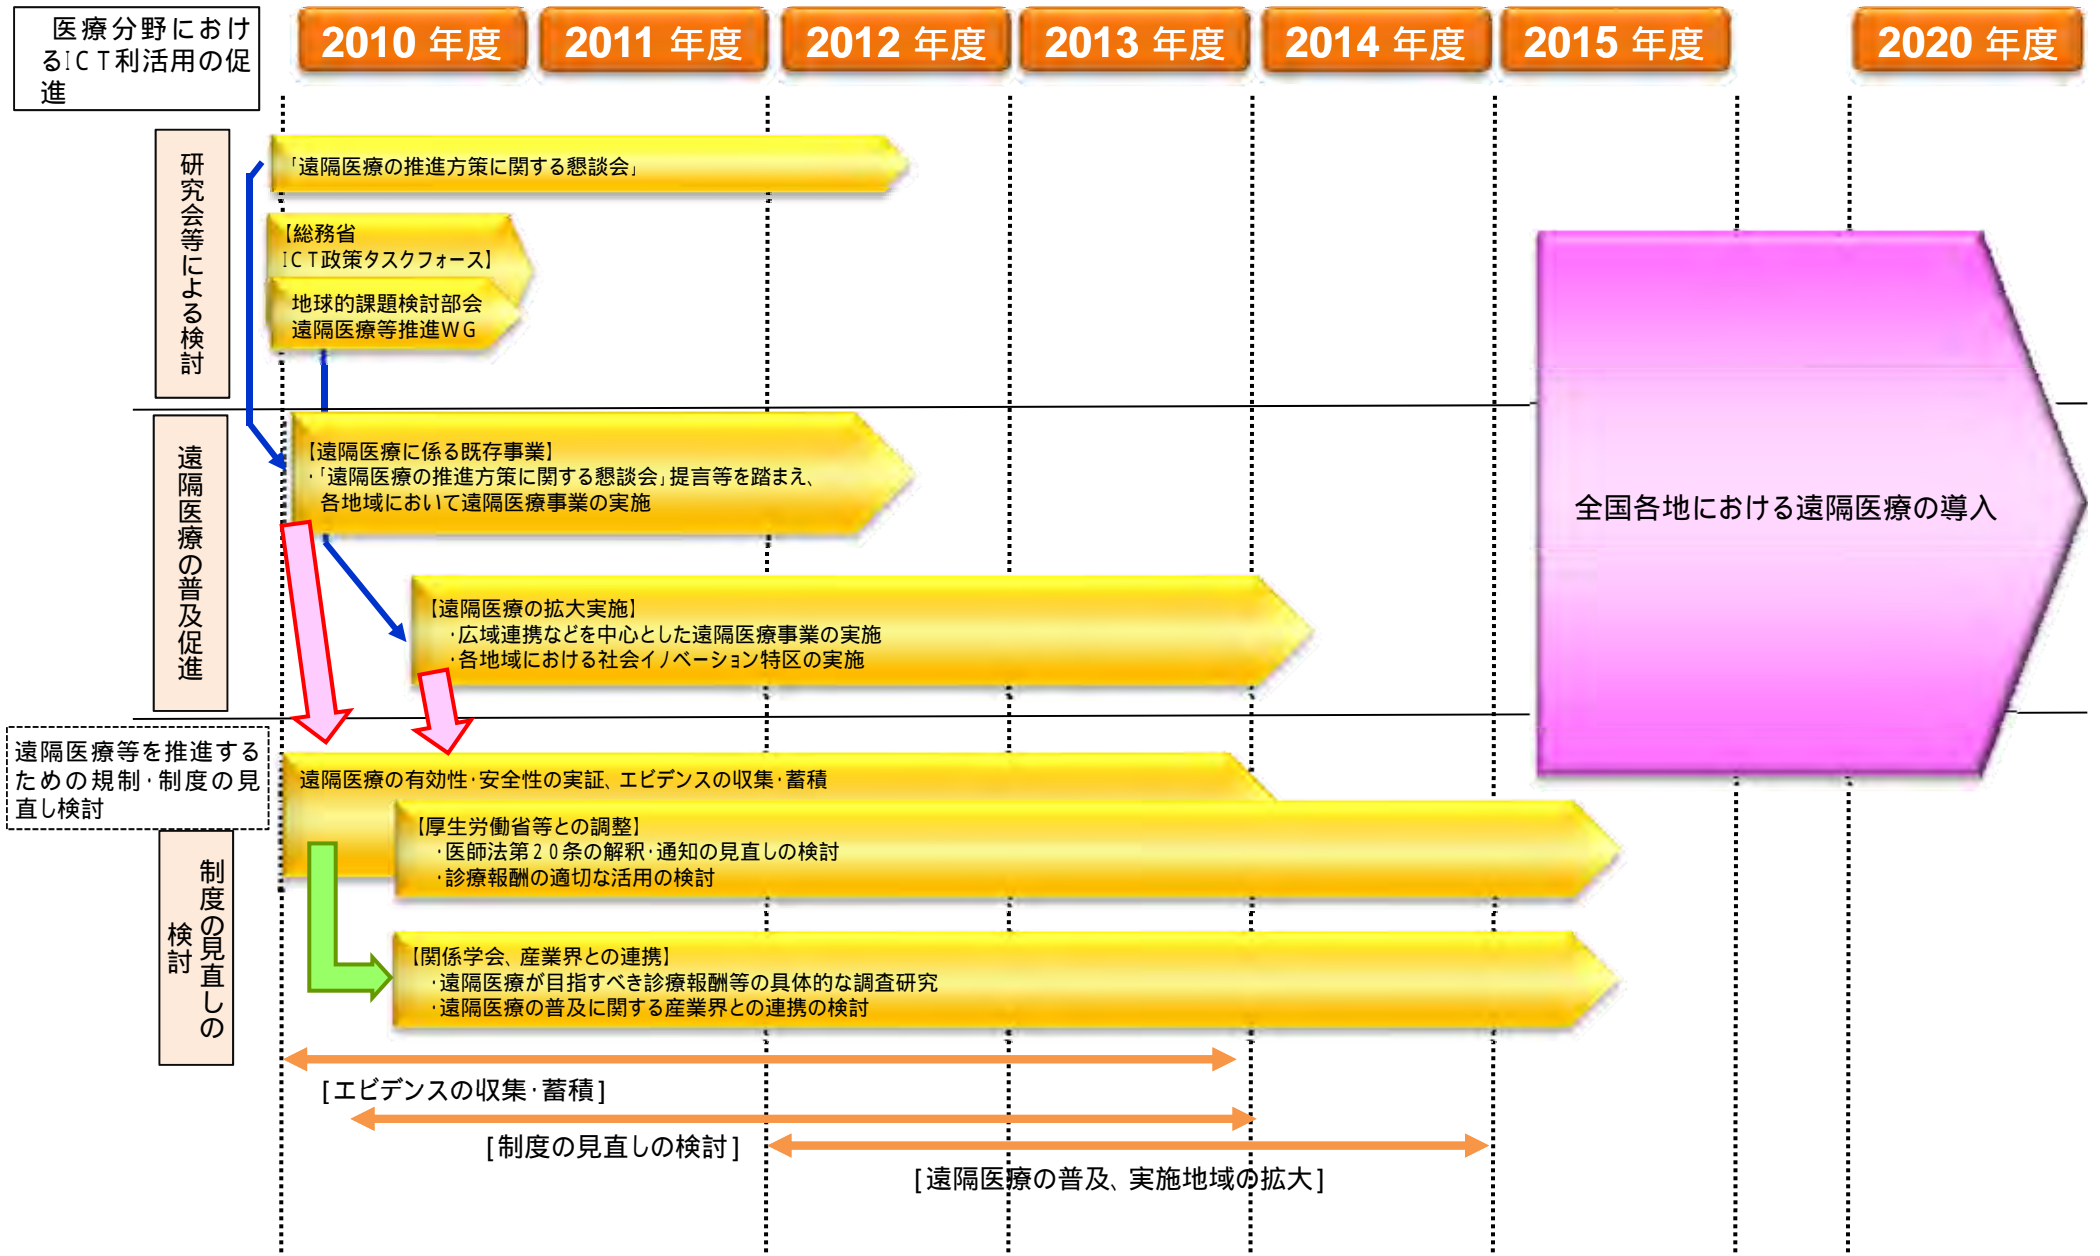 医療分野におけ
るICT利活用の促
進
2010 年度
2011 年度
2012 年度
2013 年度
2014 年度
2015 年度
2020 年度
研究会等による検討
「遠隔医療の推進方策に関する懇談会」
【総務省
ICT政策タスクフォース】
地球的課題検討部会
遠隔医療等推進WG
遠隔医療の普及促進
【遠隔医療に係る既存事業】
・「遠隔医療の推進方策に関する懇談会」提言等を踏まえ、
各地域において遠隔医療事業の実施
【遠隔医療の拡大実施】
・広域連携などを中心とした遠隔医療事業の実施
・各地域における社会イノベーション特区の実施
全国各地における遠隔医療の導入
遠隔医療等を推進する
ための規制・制度の見
直し検討
制度の見直しの
検討
遠隔医療の有効性・安全性の実証、エビデンスの収集・蓄積
【厚生労働省等との調整】
・医師法第20条の解釈・通知の見直しの検討
・診療報酬の適切な活用の検討
【関係学会、産業界との連携】
・遠隔医療が目指すべき診療報酬等の具体的な調査研究
・遠隔医療の普及に関する産業界との連携の検討
[エビデンスの収集・蓄積]
[制度の見直しの検討]
[遠隔医療の普及、実施地域の拡大]